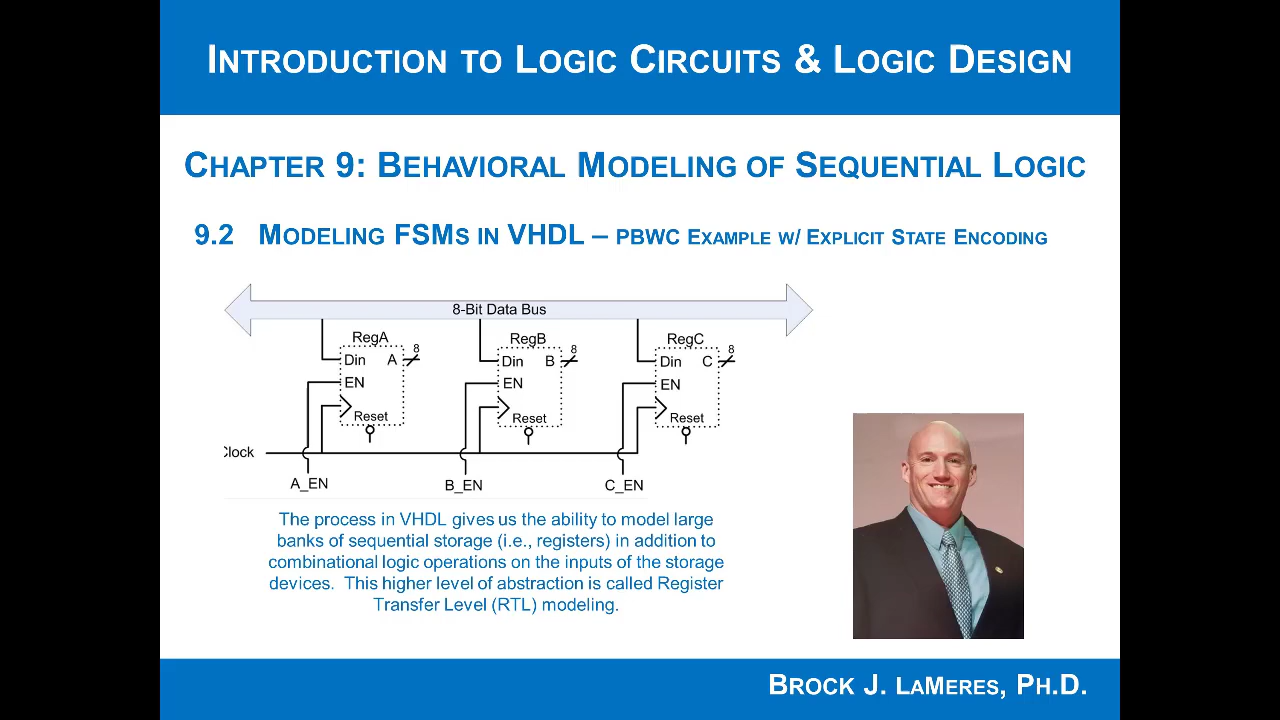 INTRODUCTION TO LOGIC CIRCUITS & LOGIC DESIGN
CHAPTER 9: BEHAVIORAL MODELING OF SEQUENTIAL LOGIC
9.2 MODELING FSMS IN VHDL – PBWC EXAMPLE W/ EXPLICIT STATE ENCODING
8-Bit Data Bus
RegA RegB RegC
Din A 8 Din B 8 Din C 8
EN EN EN
Reset Reset Reset
Clock
A_EN B_EN C_EN
The process in VHDL gives us the ability to model large
banks of sequential storage (i.e., registers) in addition to
combinational logic operations on the inputs of the storage
devices. This higher level of abstraction is called Register
Transfer Level (RTL) modeling.
BROCK J. LAMERES, PH.D.